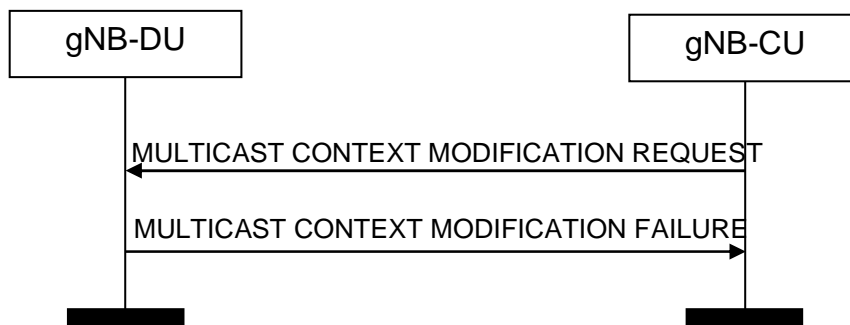 gNB-DU
gNB-CU
MULTICAST CONTEXT MODIFICATION REQUEST
MULTICAST CONTEXT MODIFICATION FAILURE